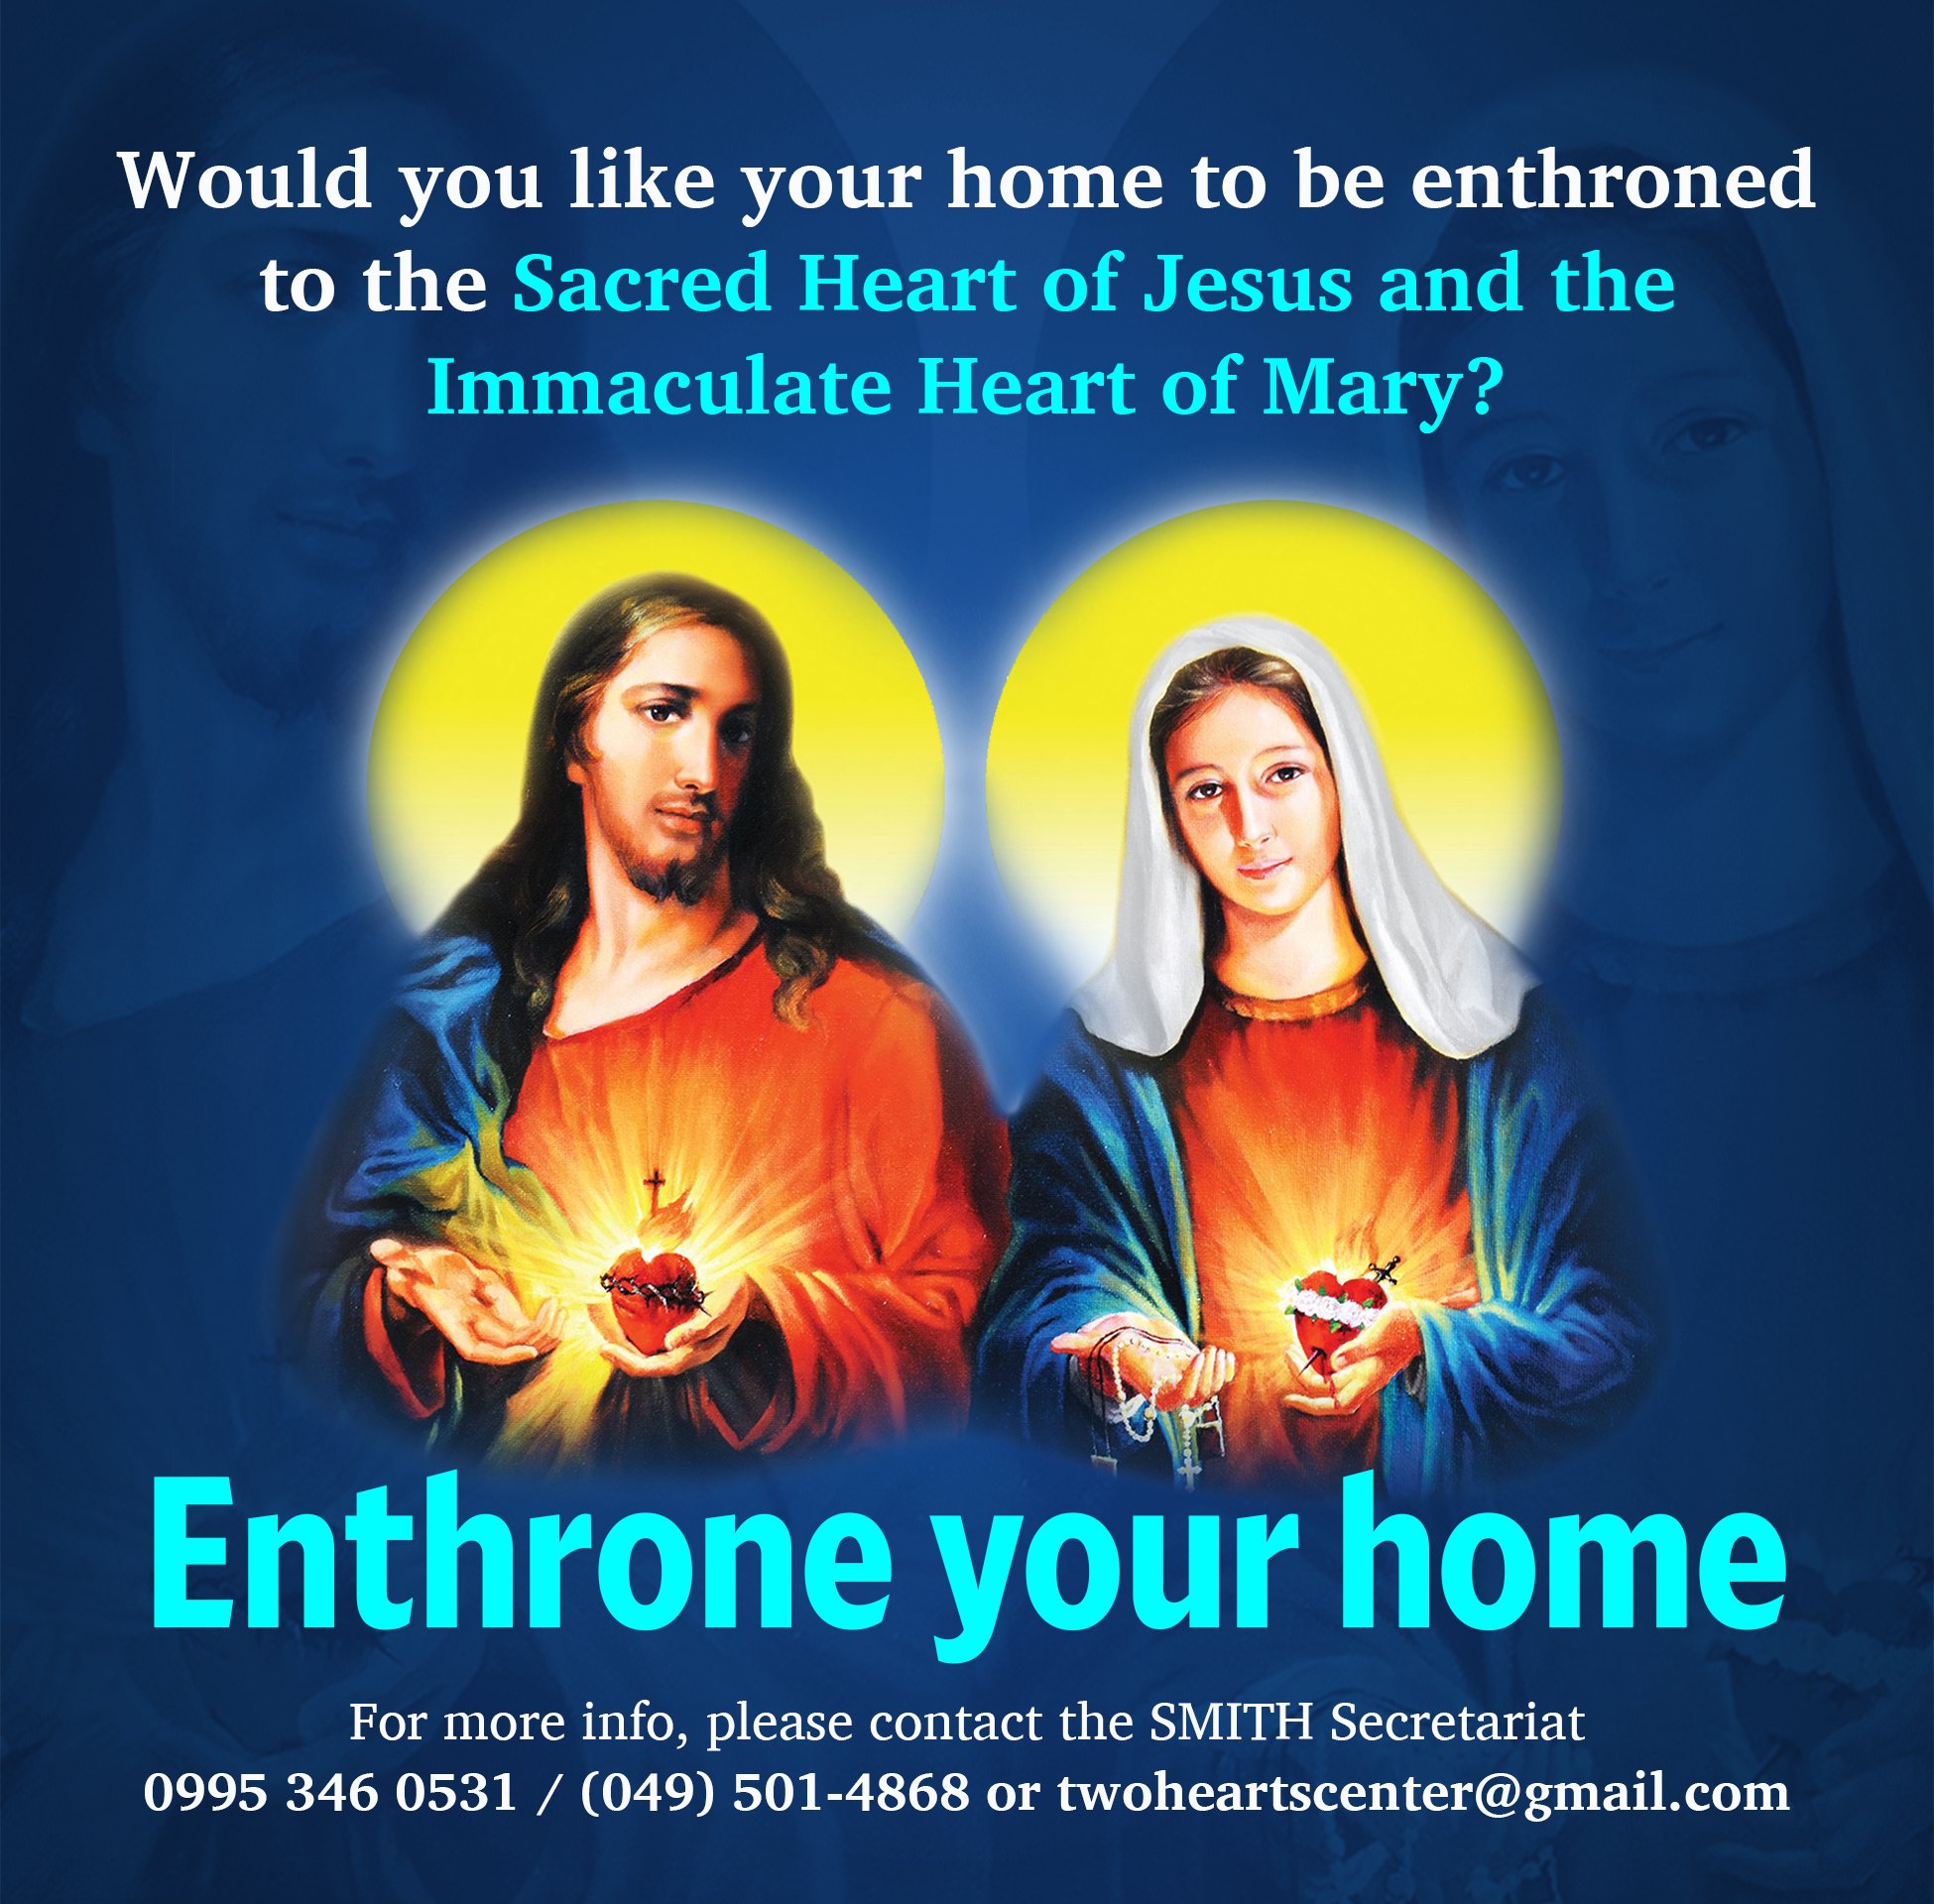 Would you like your home to be enthroned
to the Sacred Heart of Jesus and the
Immaculate Heart of Mary?
Enthrone your home
For more info, please contact the SMITH Secretariat
0995 346 0531 / (049) 501-4868 or twoheartscenter@gmail.com